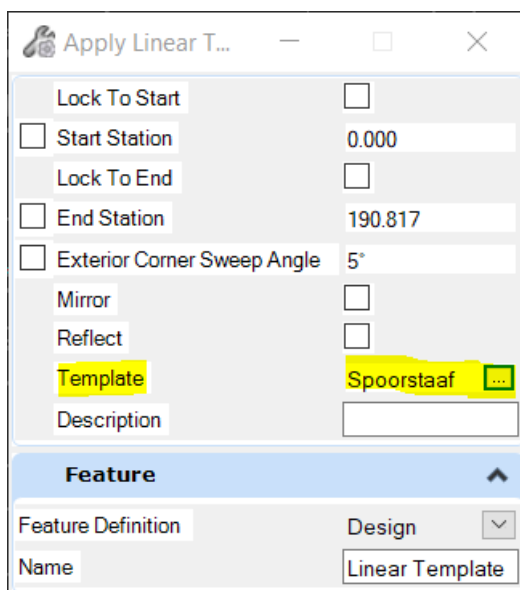 Apply Linear T...
Lock To Start
Start Station 0.000
Lock To End
End Station 190.817
Exterior Corner Sweep Angle 5°
Mirror
Reflect
Template Spoorstaaf ...
Description
Feature
Feature Definition Design
Name Linear Template